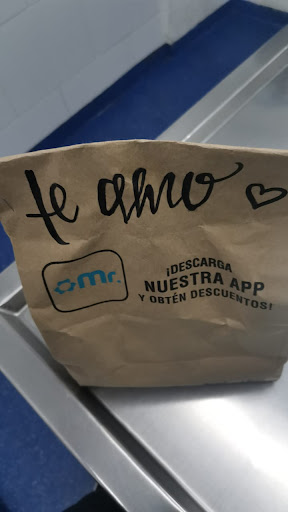 te amo
mr.
¡DESCARGA
NUESTRA APP
Y OBTÉN DESCUENTOS!